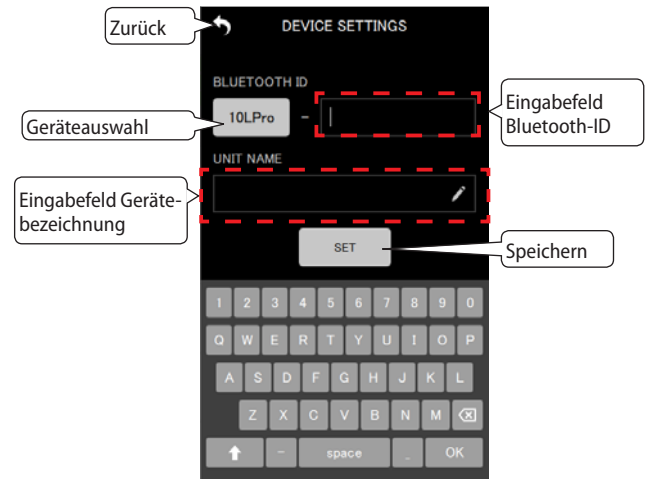 Zurück
DEVICE SETTINGS
BLUETOOTH ID
10LPro -
Eingabefeld
Bluetooth-ID
Geräteauswahl
UNIT NAME
Eingabefeld Geräte-
bezeichnung
SET
Speichern
1 2 3 4 5 6 7 8 9 0
Q W E R T Y U I O P
A S D F G H J K L
Z X C V B N M
- space _ OK